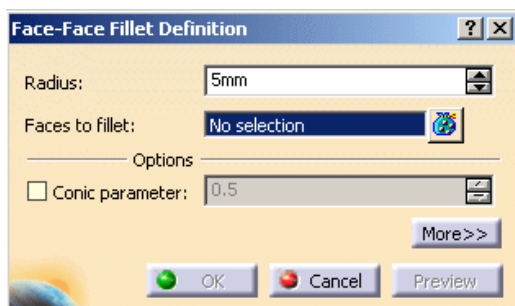 Face-Face Fillet Definition ? X
Radius: 5mm
Faces to fillet: No selection
Options
Conic parameter: 0.5
More>>
OK Cancel Preview